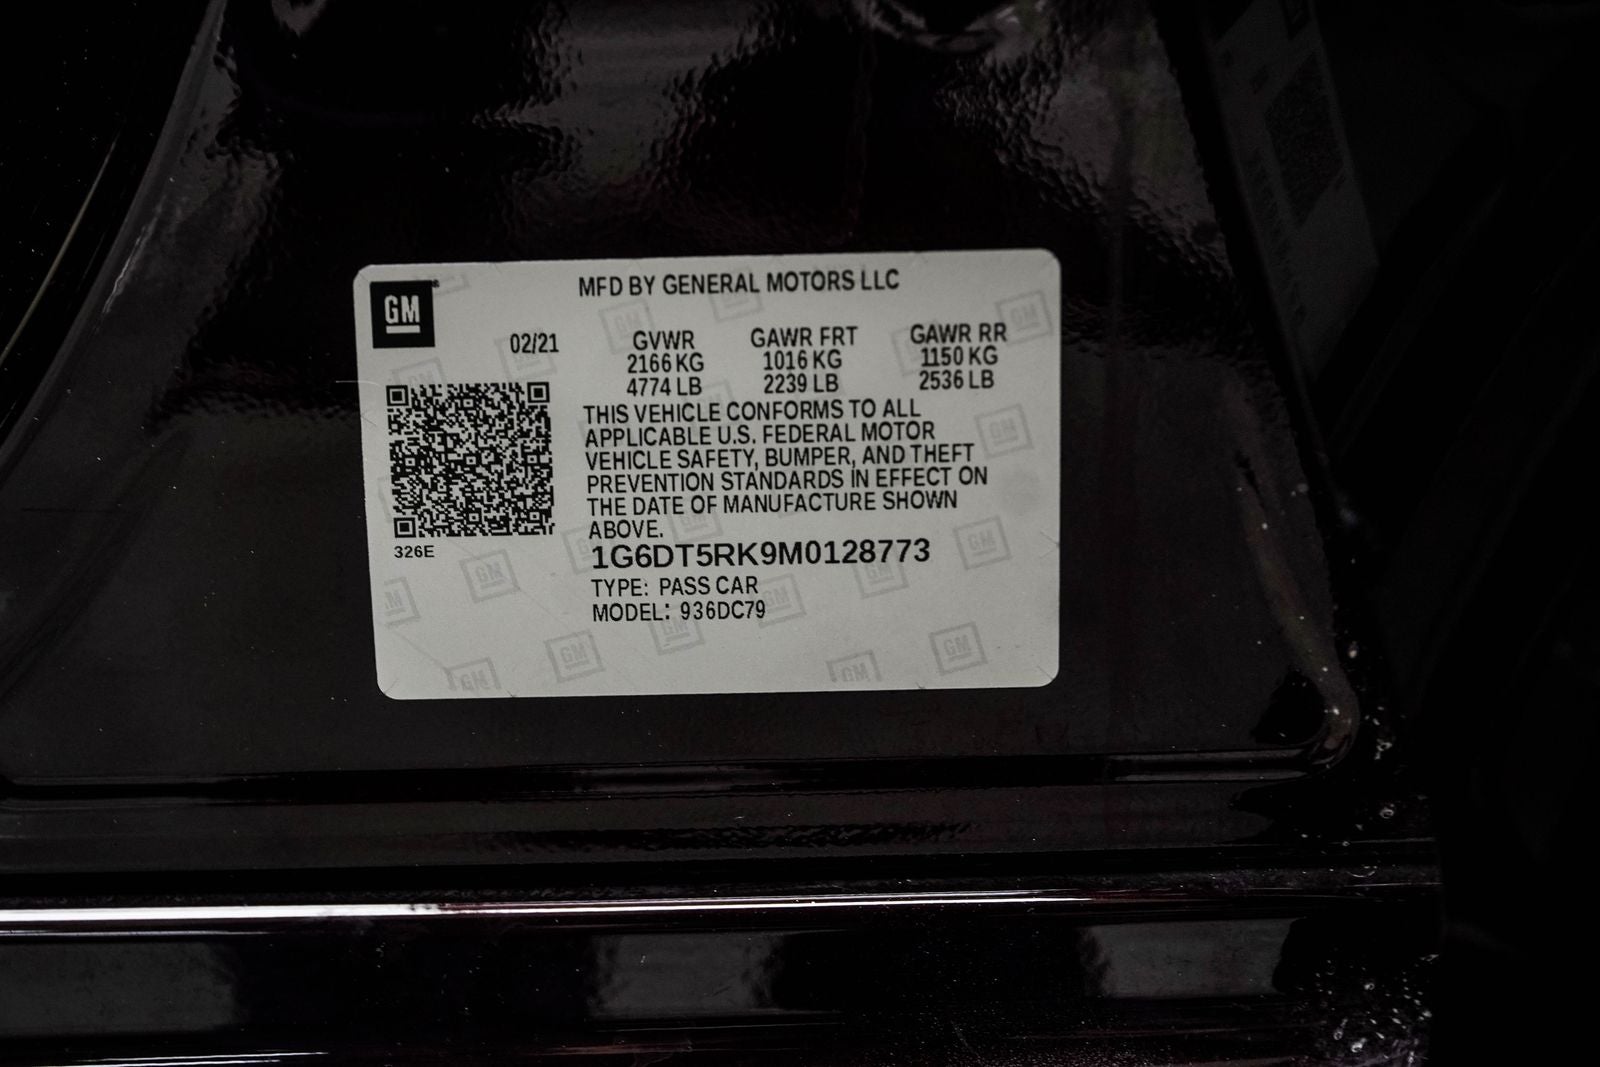 MFD BY GENERAL MOTORS LLC
GM
02/21 GVWR GAWR FRT GAWR RR
2166 KG 1016 KG 1150 KG
4774 LB 2239 LB 2536 LB
THIS VEHICLE CONFORMS TO ALL
APPLICABLE U.S. FEDERAL MOTOR
VEHICLE SAFETY, BUMPER, AND THEFT
PREVENTION STANDARDS IN EFFECT ON
THE DATE OF MANUFACTURE SHOWN
ABOVE.
326E
1G6DT5RK9M0128773
TYPE: PASS CAR
MODEL: 936DC79